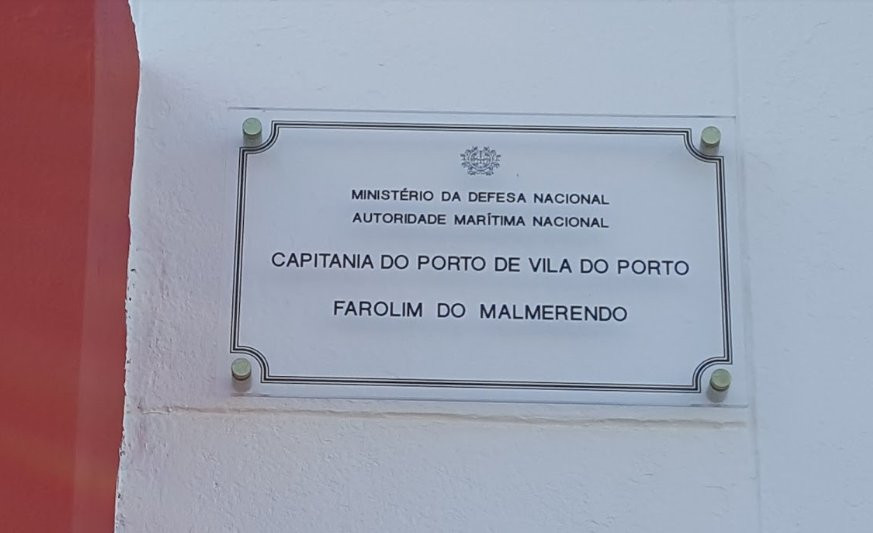 MINISTÉRIO DA DEFESA NACIONAL
AUTORIDADE MARÍTIMA NACIONAL
CAPITANIA DO PORTO DE VILA DO PORTO
FAROLIM DO MALMERENDO